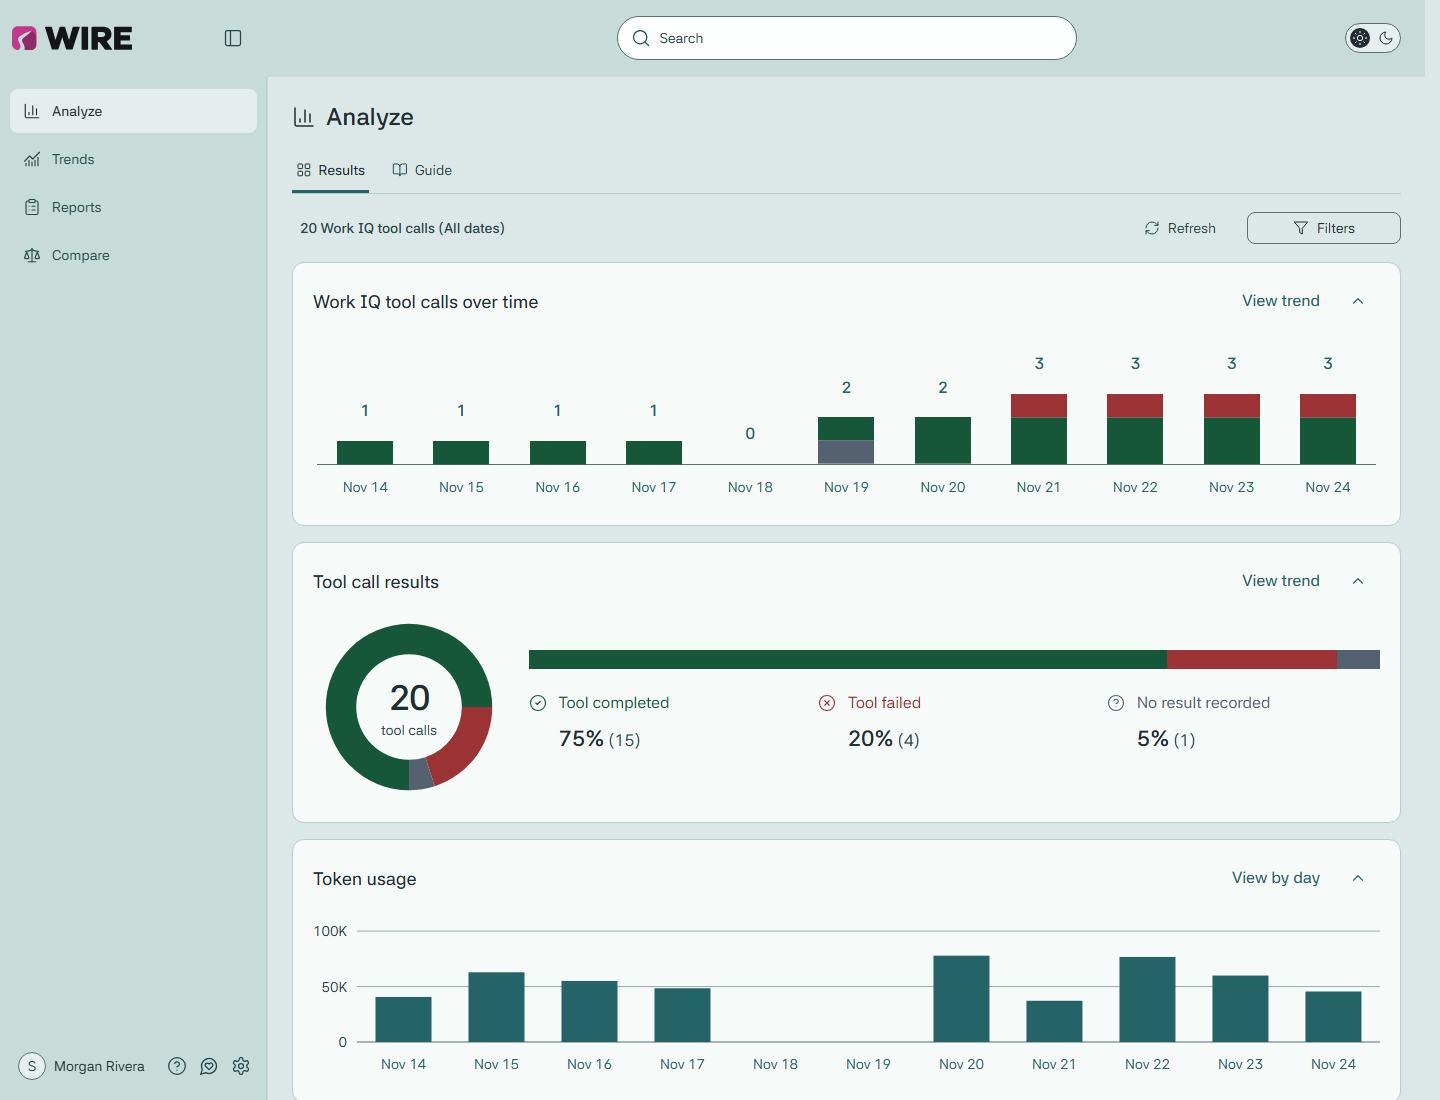 WIRE
Search
Analyze
Trends
Reports
Compare
Analyze
Results
Guide
20 Work IQ tool calls (All dates)
Refresh
Filters
Work IQ tool calls over time
View trend
1 1 1 1 0 2 2 3 3 3 3
Nov 14 Nov 15 Nov 16 Nov 17 Nov 18 Nov 19 Nov 20 Nov 21 Nov 22 Nov 23 Nov 24
Tool call results
View trend
20
tool calls
Tool completed
75% (15)
Tool failed
20% (4)
No result recorded
5% (1)
Token usage
View by day
100K
50K
0
Nov 14 Nov 15 Nov 16 Nov 17 Nov 18 Nov 19 Nov 20 Nov 21 Nov 22 Nov 23 Nov 24
S Morgan Rivera